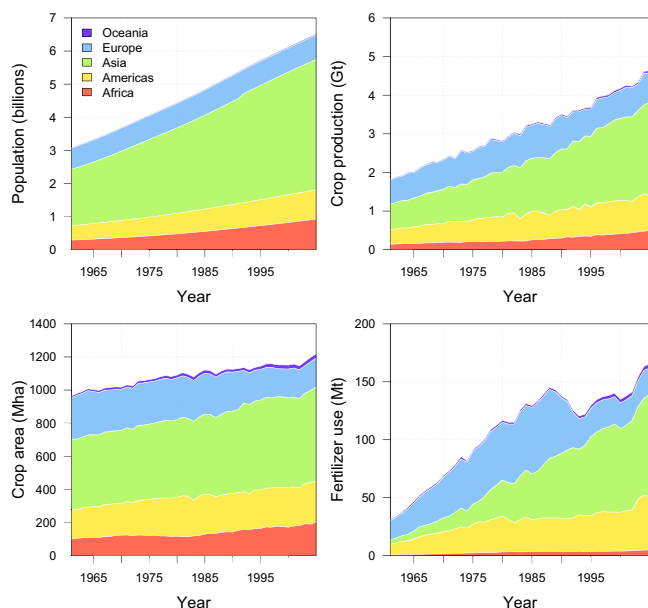 7
6
5
4
3
2
1
0
Population (billions)
Oceania
Europe
Asia
Americas
Africa
1965 1975 1985 1995
Year
6
5
4
3
2
1
0
Crop production (Gt)
1965 1975 1985 1995
Year
1400
1200
1000
800
600
400
200
0
Crop area (Mha)
1965 1975 1985 1995
Year
200
150
100
50
0
Fertilizer use (Mt)
1965 1975 1985 1995
Year